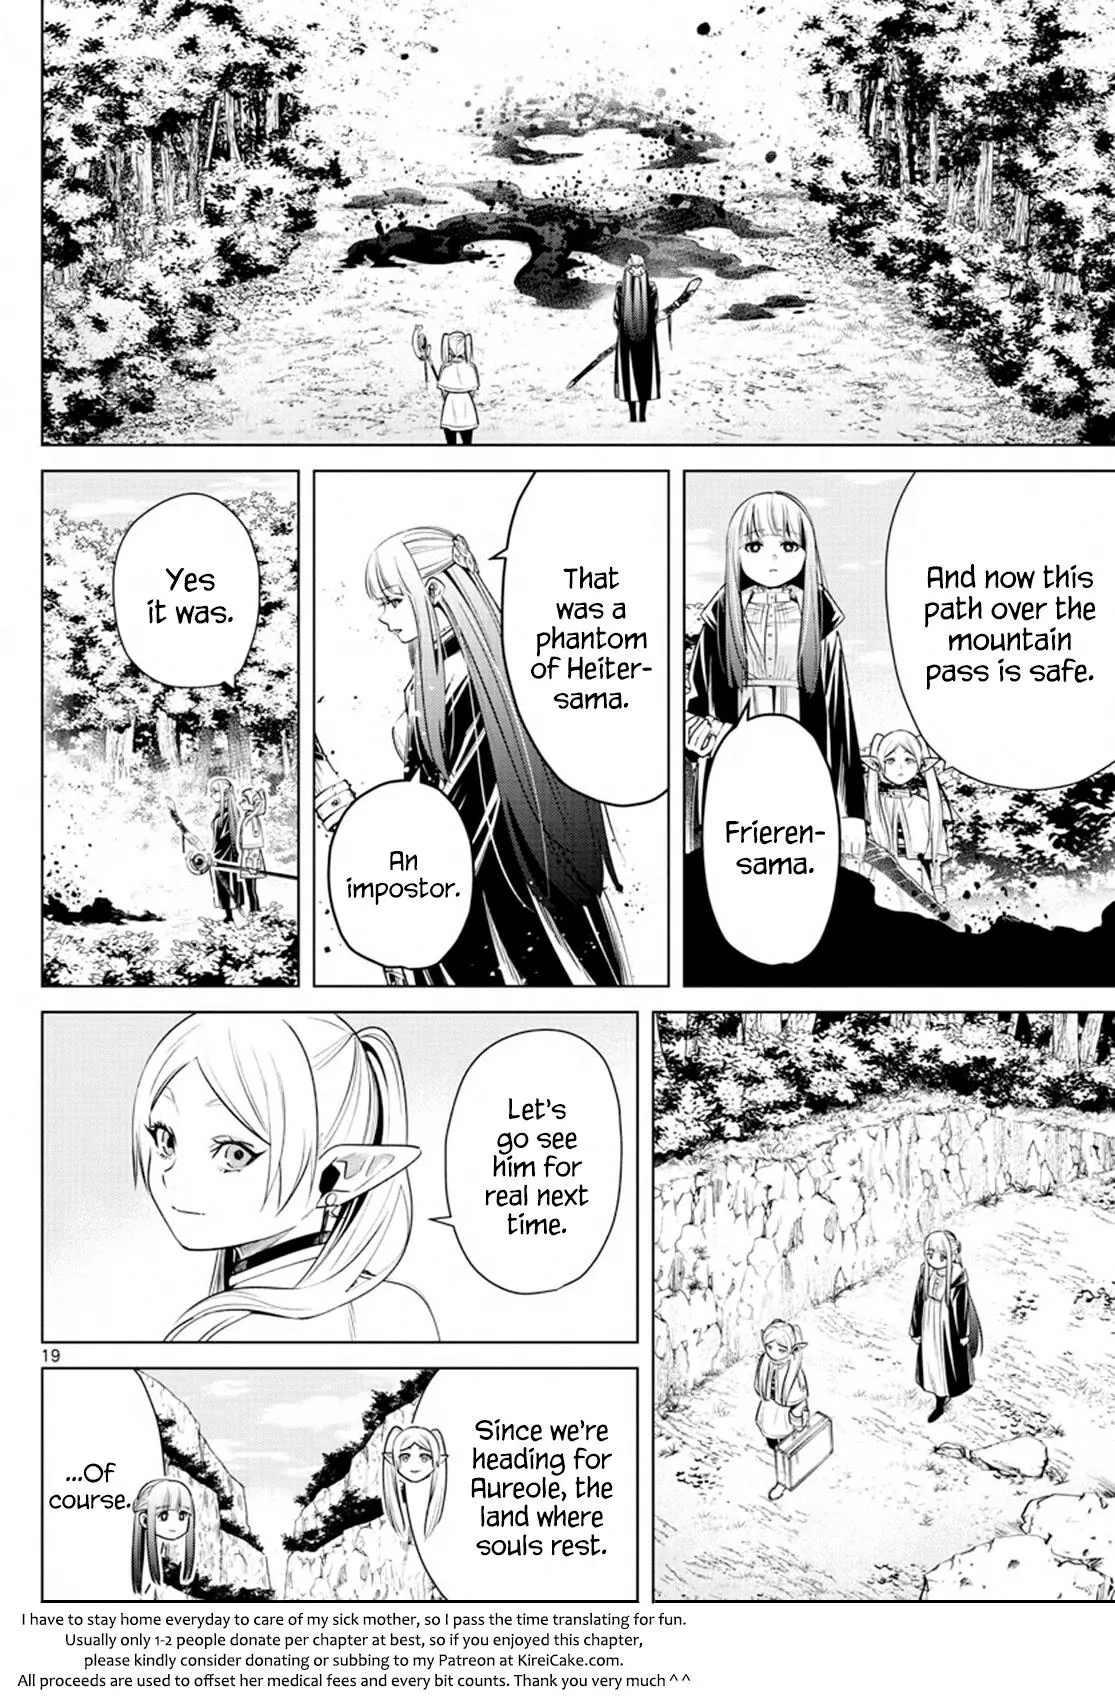 And now this
path over the
mountain
pass is safe.
Frieren-
sama.
That
was a
phantom
of Heiter-
sama.
An
impostor.
Yes
it was.
Let's
go see
him for
real next
time.
19
Since we're
heading for
Aureole, the
land where
souls rest.
...Of
course.
I have to stay home everyday to care of my sick mother, so I pass the time translating for fun.
Usually only 1-2 people donate per chapter at best, so if you enjoyed this chapter,
please kindly consider donating or subbing to my Patreon at KireiCake.com.
All proceeds are used to offset her medical fees and every bit counts. Thank you very much ^ ^